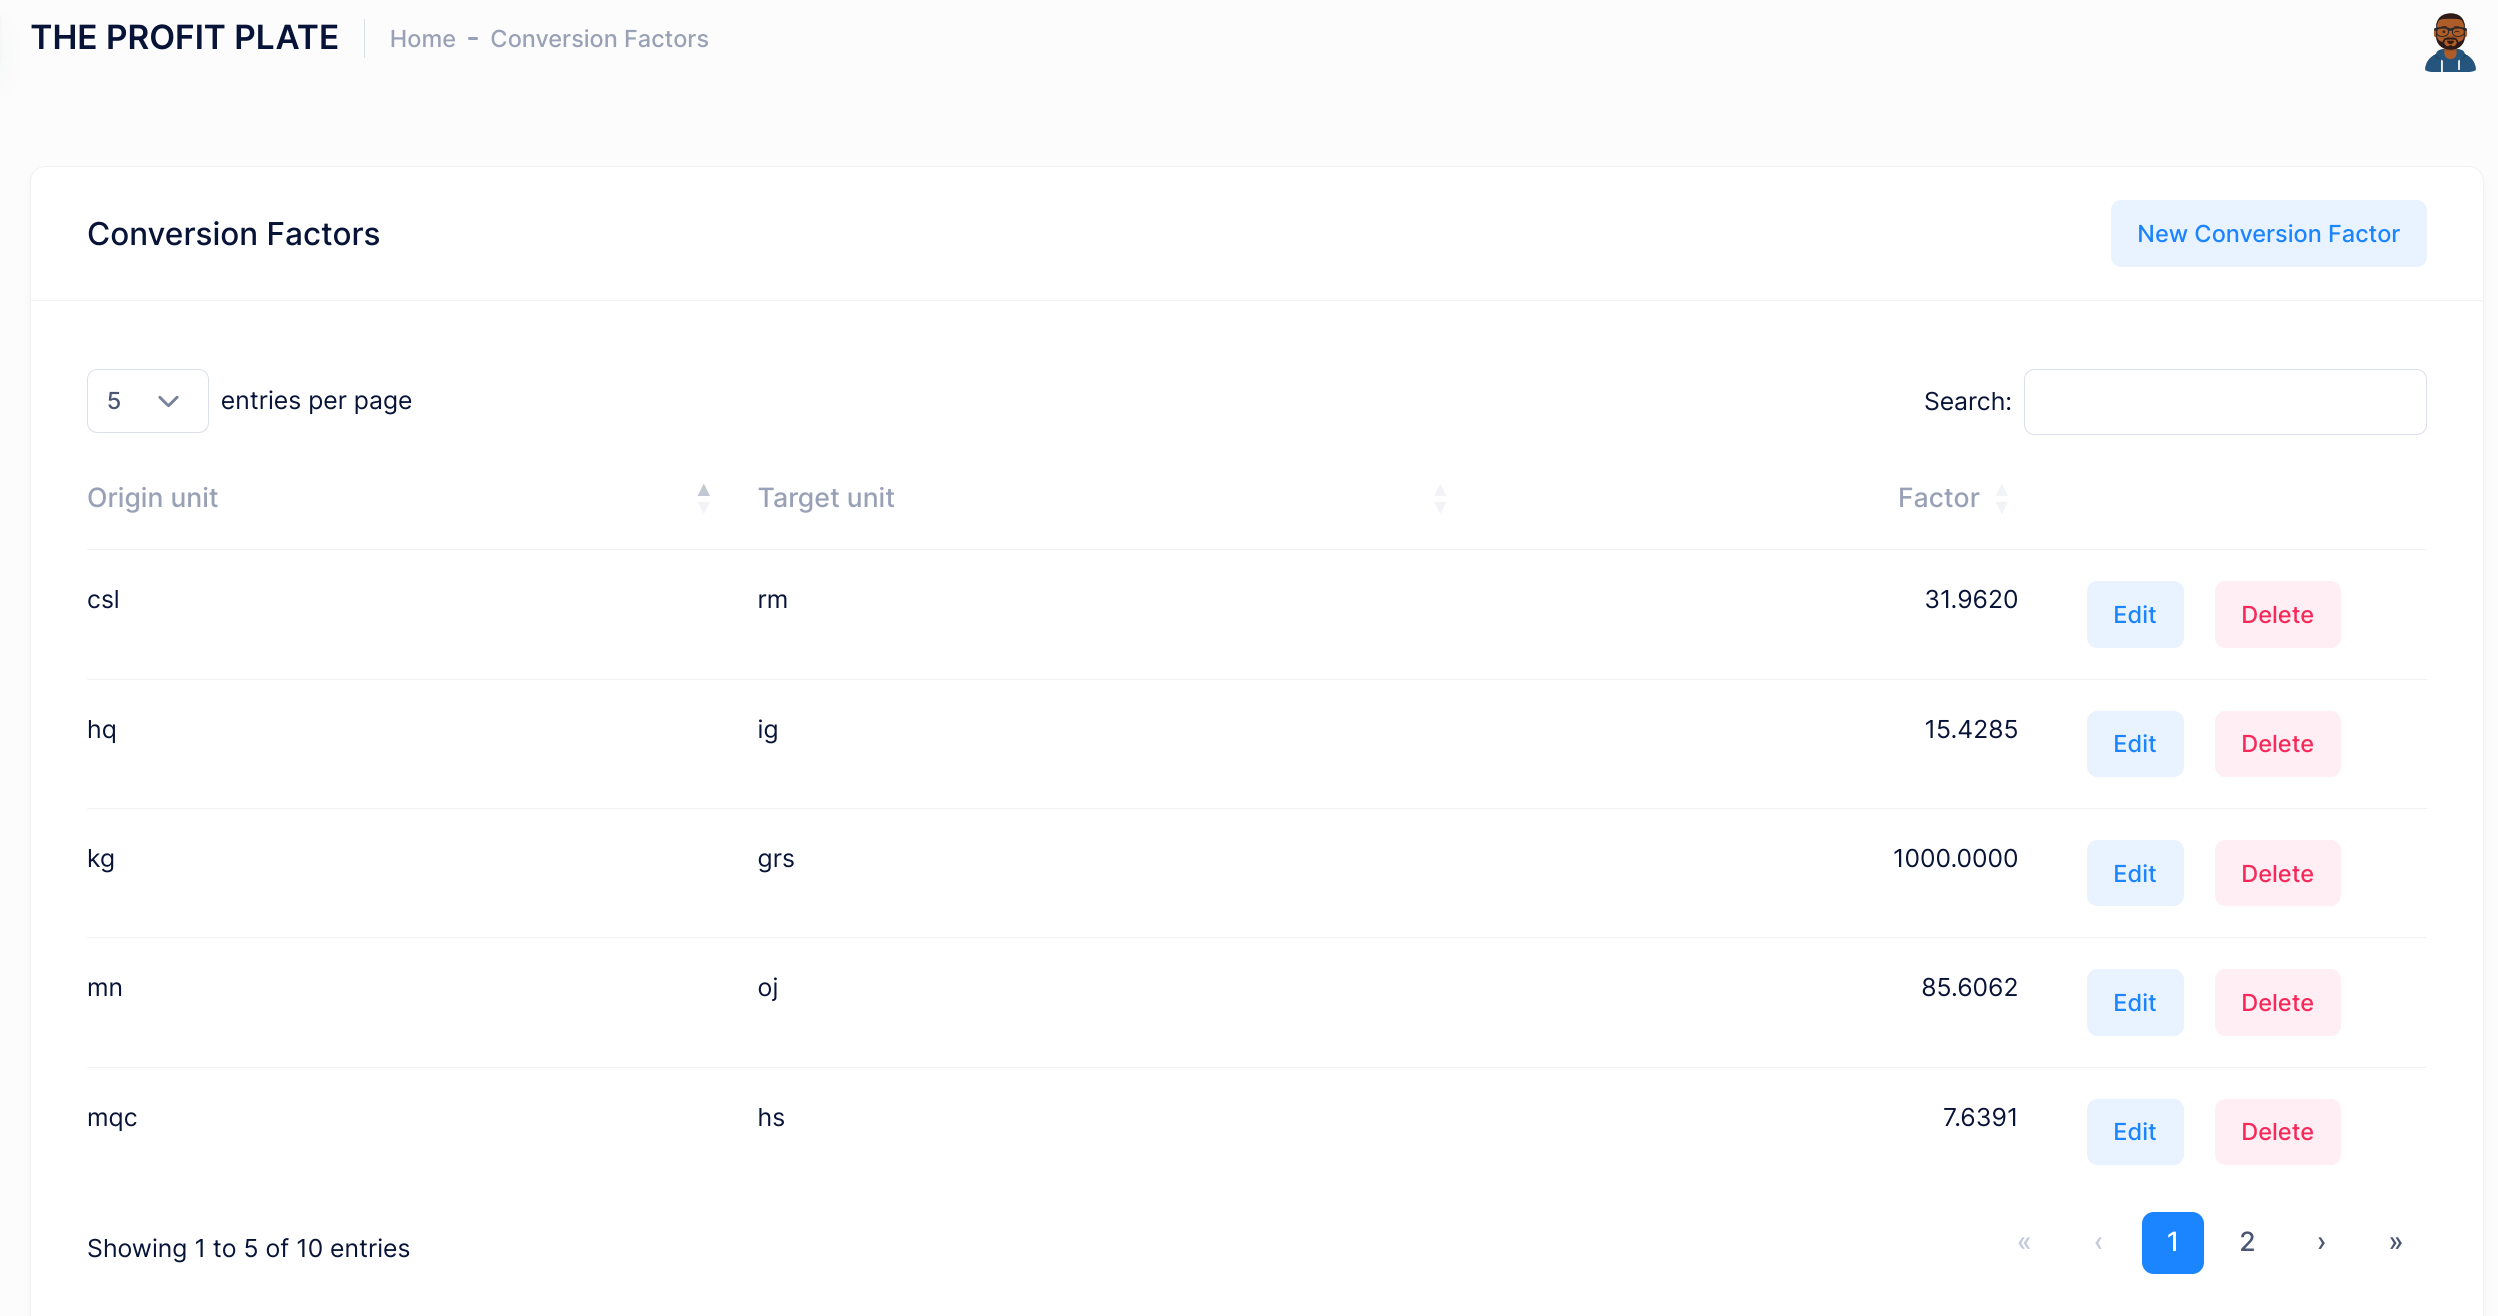 THE PROFIT PLATE
Home - Conversion Factors
Conversion Factors
New Conversion Factor
5 entries per page
Search:
Origin unit Target unit Factor
csl rm 31.9620 Edit Delete
hq ig 15.4285 Edit Delete
kg grs 1000.0000 Edit Delete
mn oj 85.6062 Edit Delete
mqc hs 7.6391 Edit Delete
Showing 1 to 5 of 10 entries
« ‹ 1 2 › »